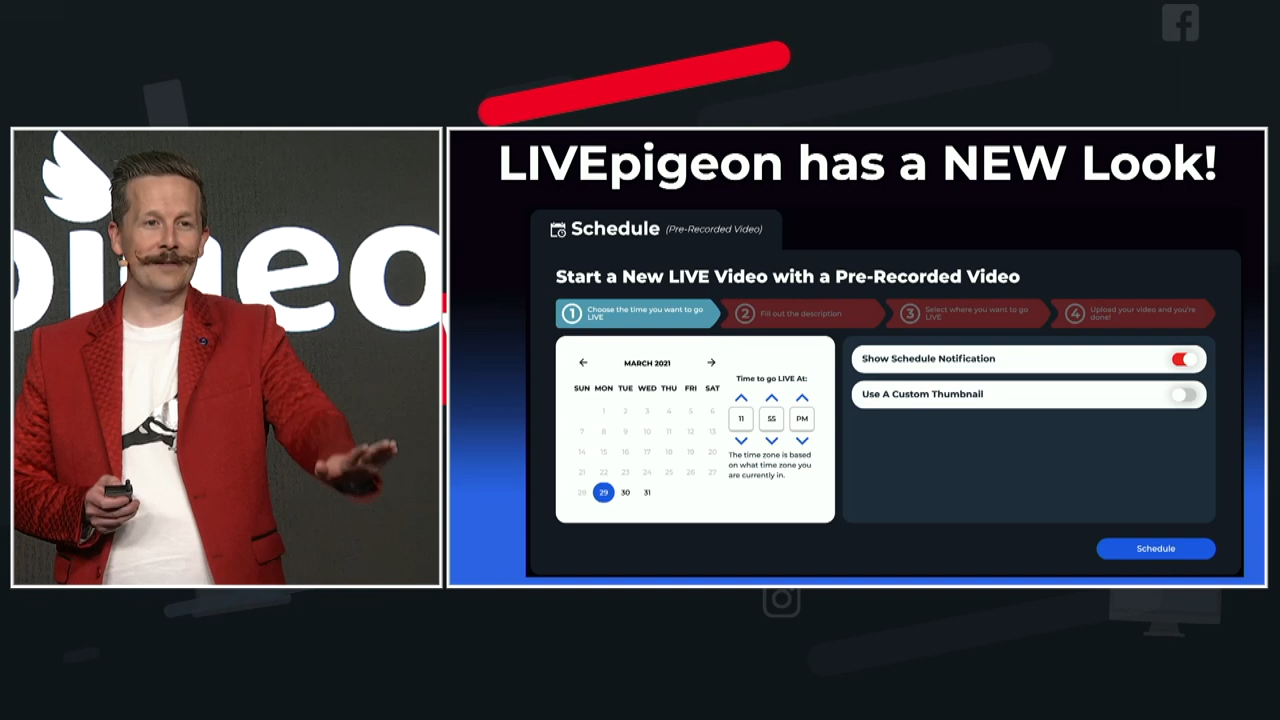 pigeo
LIVEpigeon has a NEW Look!
Schedule (Pre-Recorded Video)
Start a New LIVE Video with a Pre-Recorded Video
1 Choose the time you want to go
LIVE
2 Fill out the description
3 Select where you want to go
LIVE
4 Upload your video and you're
done!
MARCH 2021
SUN MON TUE WED THU FRI SAT
1 2 3 4 5 6
7 8 9 10 11 12 13
14 15 16 17 18 19 20
21 22 23 24 25 26 27
28 29 30 31
Time to go LIVE At:
11 55 PM
The time zone is based
on what time zone you
are currently in.
Show Schedule Notification
Use A Custom Thumbnail
Schedule